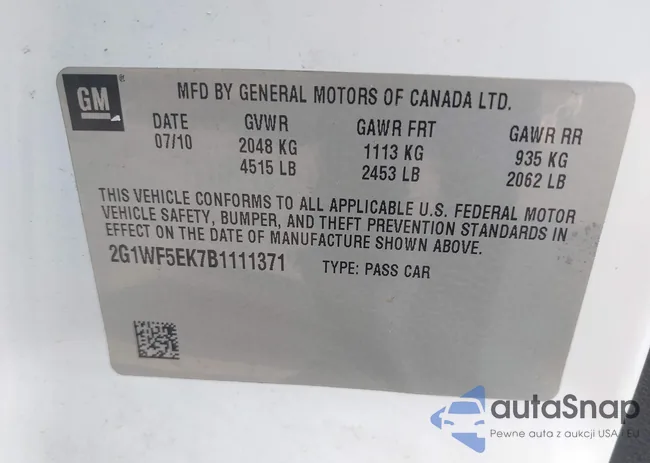 GM
MFD BY GENERAL MOTORS OF CANADA LTD.
DATE GVWR GAWR FRT GAWR RR
07/10 2048 KG 1113 KG 935 KG
4515 LB 2453 LB 2062 LB
THIS VEHICLE CONFORMS TO ALL APPLICABLE U.S. FEDERAL MOTOR
VEHICLE SAFETY, BUMPER, AND THEFT PREVENTION STANDARDS IN
EFFECT ON THE DATE OF MANUFACTURE SHOWN ABOVE.
2G1WF5EK7B1111371 TYPE: PASS CAR
autaSnap
Pewne auta z aukcji USA i EU